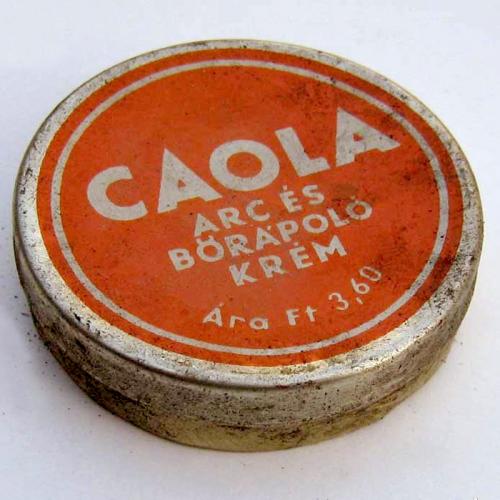 CAOLA
ARC ÉS
BŐRÁPOLÓ
KRÉM
Ára Ft 3,60